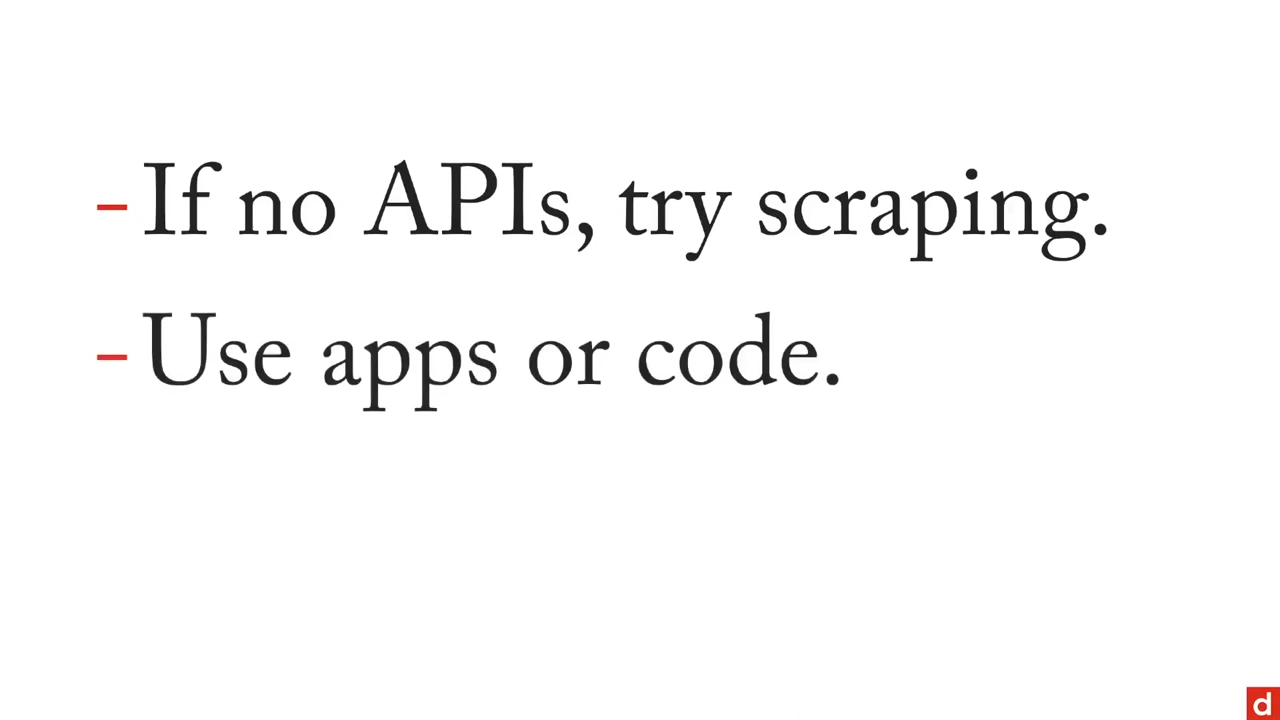 - If no APIs, try scraping.
- Use apps or code.
d